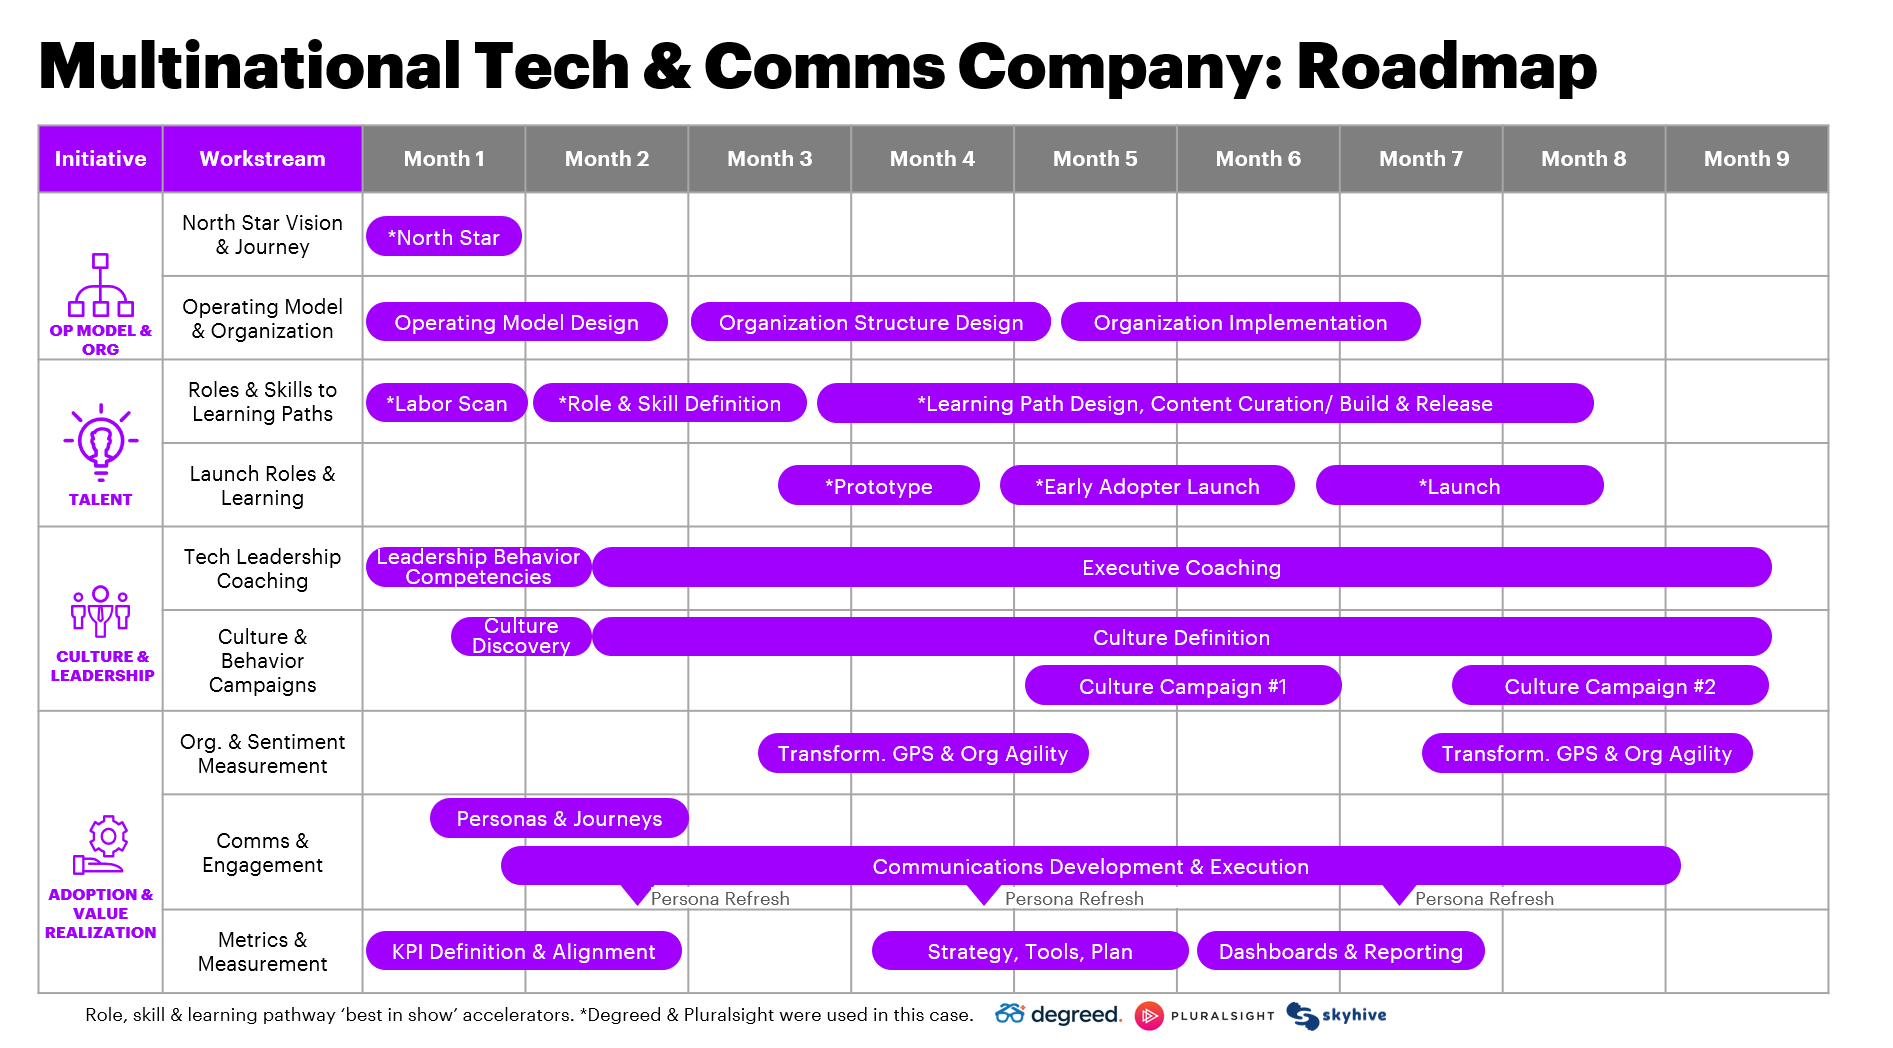 Multinational Tech & Comms Company: Roadmap
Initiative
Workstream
Month 1
Month 2
Month 3
Month 4
Month 5
Month 6
Month 7
Month 8
Month 9
OP MODEL &
ORG
North Star Vision
& Journey
*North Star
Operating Model
& Organization
Operating Model Design
Organization Structure Design
Organization Implementation
TALENT
Roles & Skills to
Learning Paths
*Labor Scan
*Role & Skill Definition
*Learning Path Design, Content Curation/ Build & Release
Launch Roles &
Learning
*Prototype
*Early Adopter Launch
*Launch
CULTURE &
LEADERSHIP
Tech Leadership
Coaching
Leadership Behavior
Competencies
Executive Coaching
Culture &
Behavior
Campaigns
Culture
Discovery
Culture Definition
Culture Campaign #1
Culture Campaign #2
ADOPTION &
VALUE
REALIZATION
Org. & Sentiment
Measurement
Transform. GPS & Org Agility
Transform. GPS & Org Agility
Comms &
Engagement
Personas & Journeys
Communications Development & Execution
Persona Refresh
Persona Refresh
Persona Refresh
Metrics &
Measurement
KPI Definition & Alignment
Strategy, Tools, Plan
Dashboards & Reporting
Role, skill & learning pathway ‘best in show’ accelerators. *Degreed & Pluralsight were used in this case.
degreed.
PLURALSIGHT
skyhive